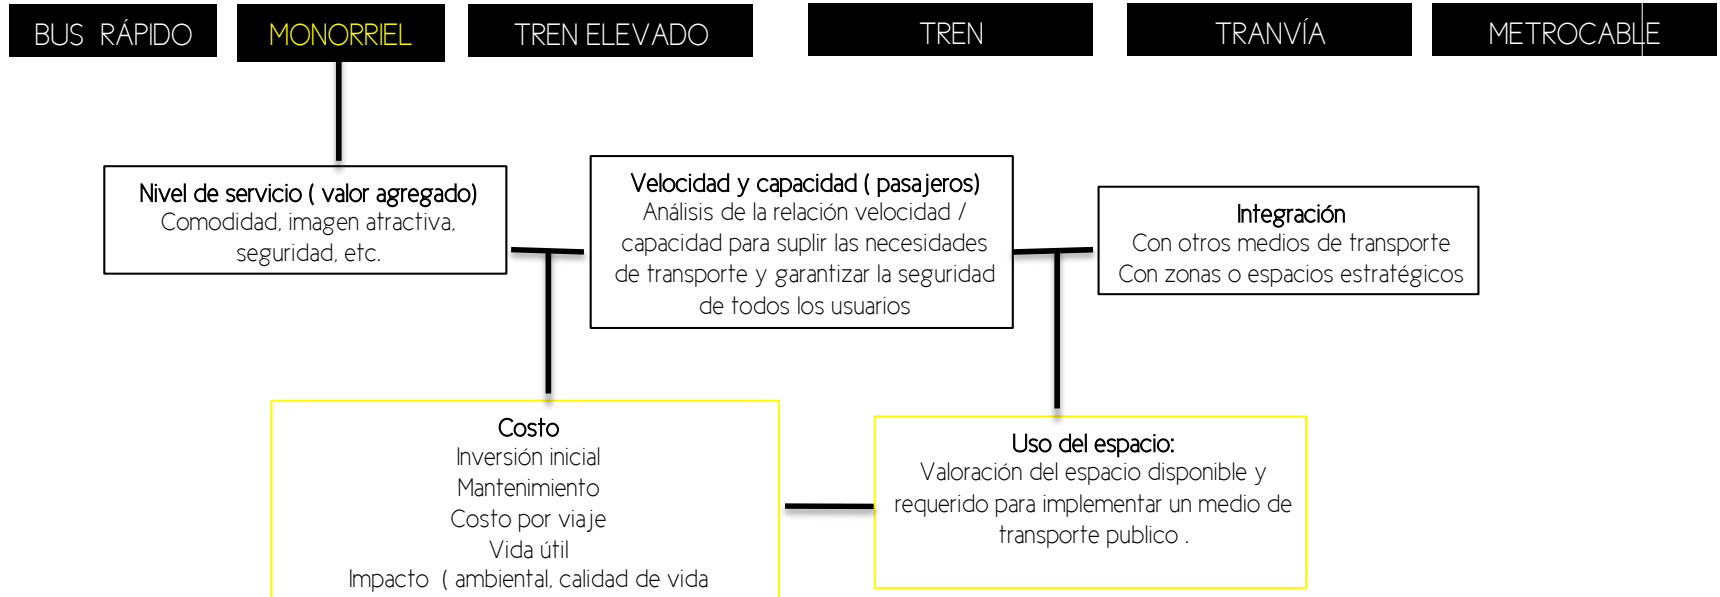 BUS RÁPIDO
MONORRIEL
TREN ELEVADO
TREN
TRANVÍA
METROCABLE
Nivel de servicio ( valor agregado)
Comodidad, imagen atractiva,
seguridad, etc.
Velocidad y capacidad ( pasajeros)
Análisis de la relación velocidad /
capacidad para suplir las necesidades
de transporte y garantizar la seguridad
de todos los usuarios
Integración
Con otros medios de transporte
Con zonas o espacios estratégicos
Costo
Inversión inicial
Mantenimiento
Costo por viaje
Vida útil
Impacto ( ambiental, calidad de vida
Uso del espacio:
Valoración del espacio disponible y
requerido para implementar un medio de
transporte publico .